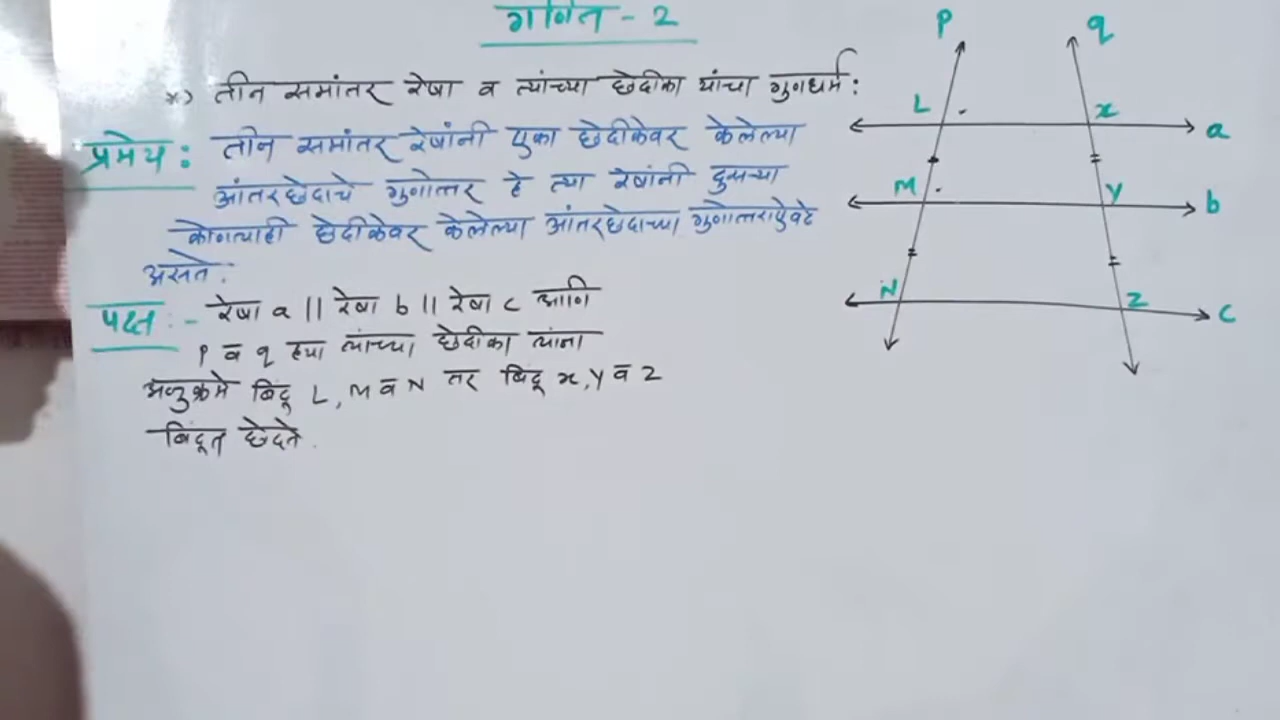 गणित - 2
*) तीन समांतर रेषा व त्यांच्या छेदीका यांचा गुणधर्म :
प्रमेय : तीन समांतर रेषांनी एका छेदीकेवर केलेल्या
आंतरछेदाचे गुणोत्तर हे त्या रेषांनी दुसऱ्या
कोणत्याही छेदीकेवर केलेल्या आंतरछेदाच्या गुणोत्तराऐवढे
असते.
पक्ष :- रेषा a || रेषा b || रेषा c आणि
P व q ह्या त्यांच्या छेदीका त्यांना
अनुक्रमे बिंदू L, M व N तर बिंदू x, y व z
बिंदूत छेदते.
P q
L x a
M y b
N z c